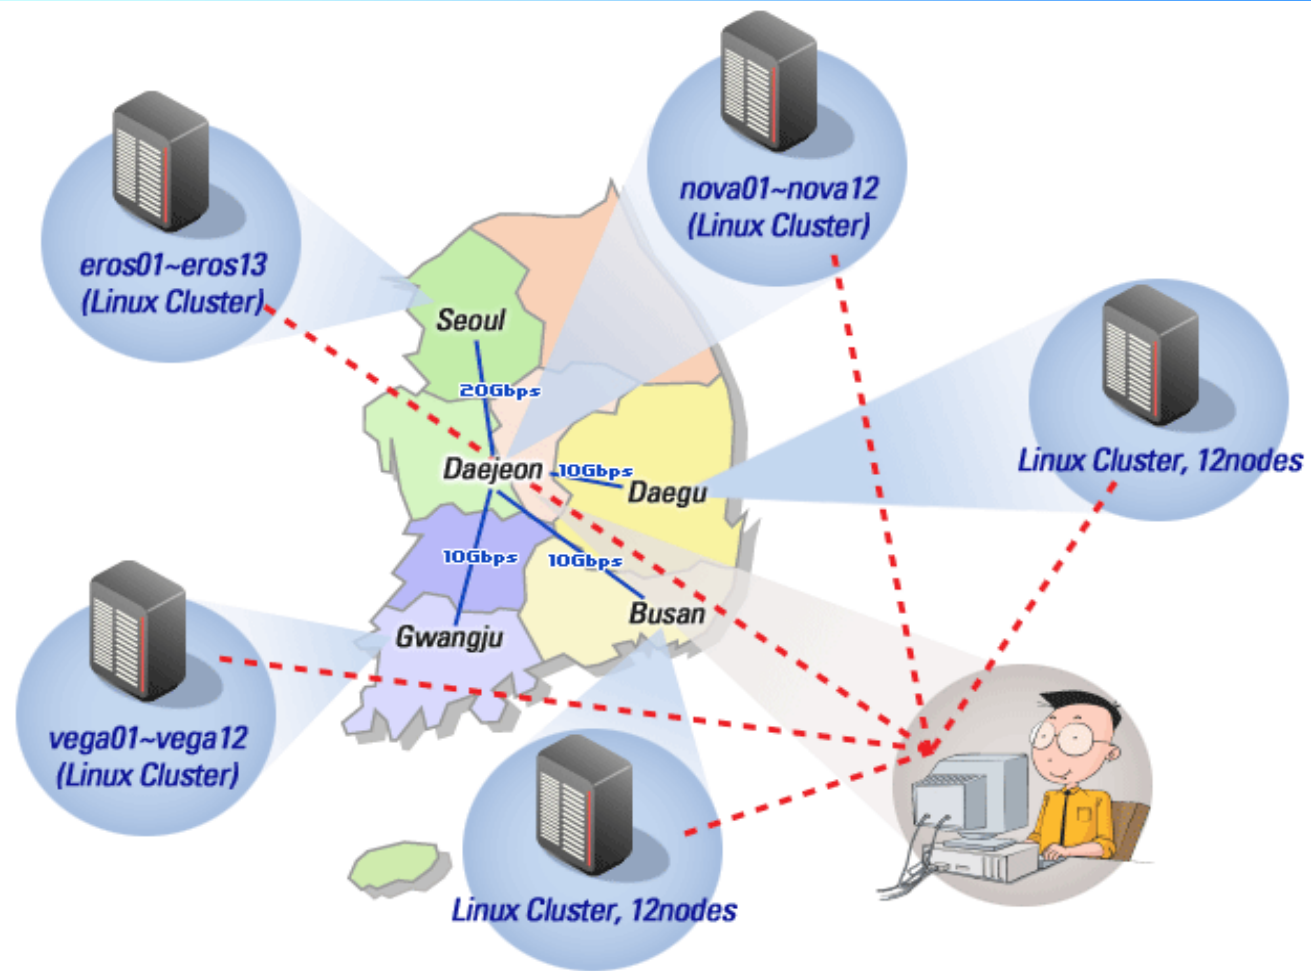 nova01~nova12
(Linux Cluster)
eros01~eros13
(Linux Cluster)
Seoul
20Gbps
Linux Cluster, 12nodes
Daejeon
10Gbps
Daegu
10Gbps
10Gbps
Busan
Gwangju
vega01~vega12
(Linux Cluster)
Linux Cluster, 12nodes